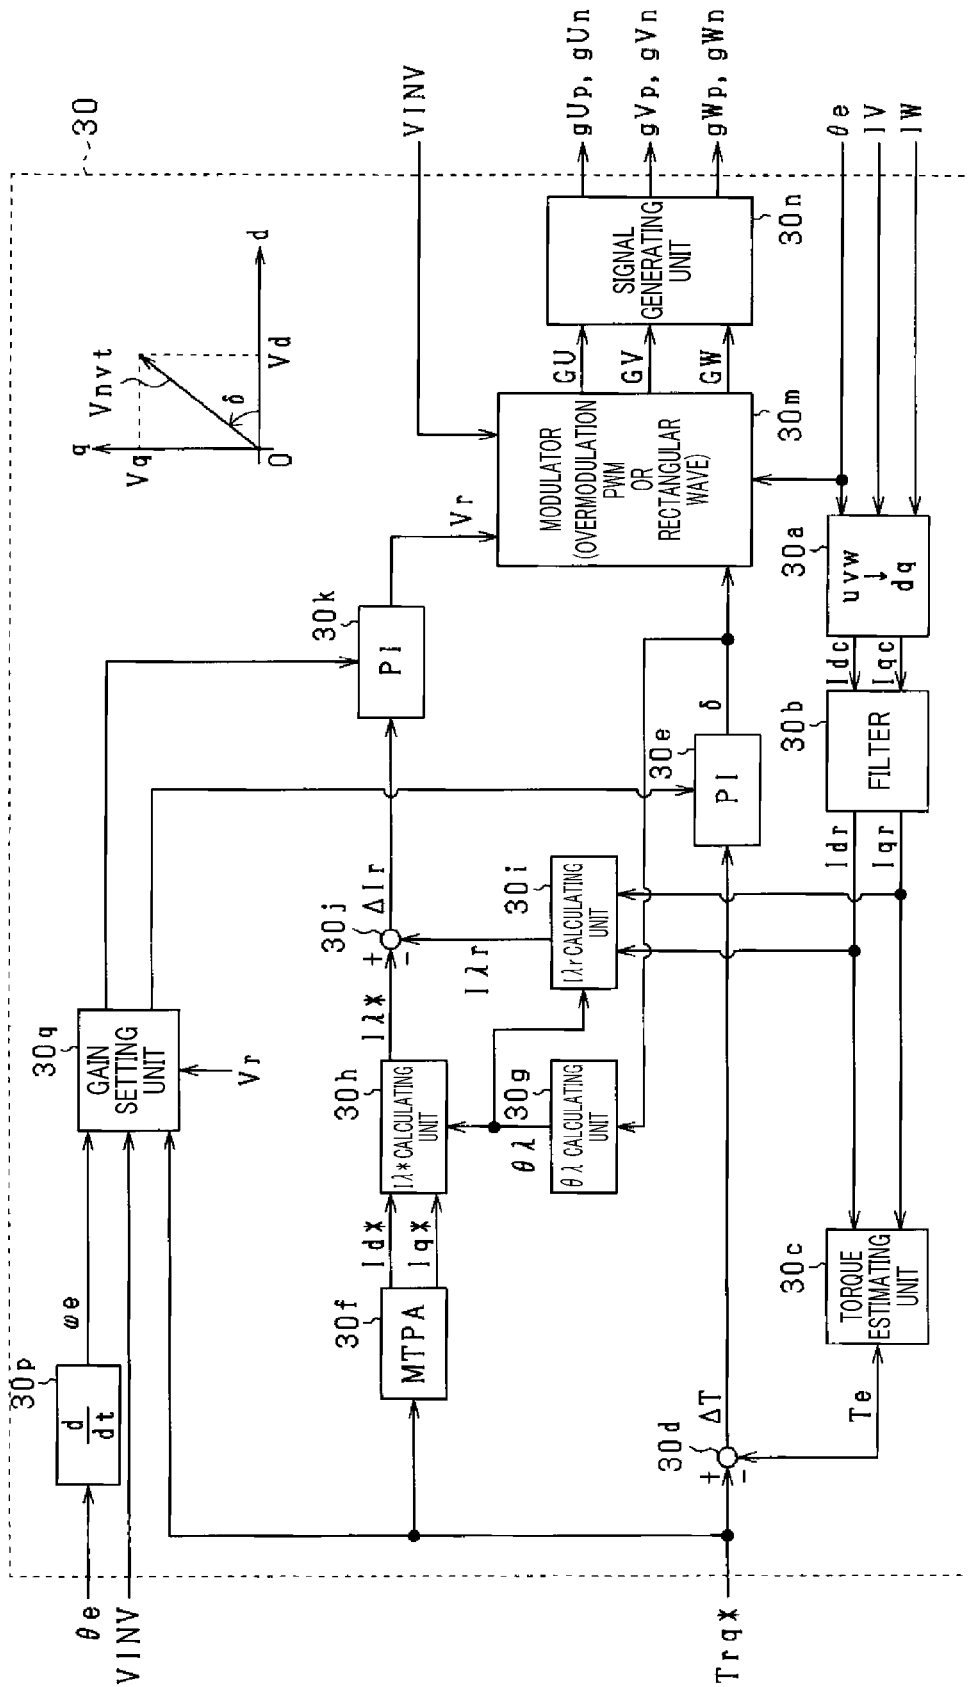 30
θe
VINV
Trq*
30p
d
dt
ωe
30q
GAIN
SETTING
UNIT
Vr
q
Vq
Vnvt
δ
O
Vd
d
30f
MTPA
Id*
Iq*
30h
Iλ*CALCULATING
UNIT
Iλ*
+
-
30j
ΔIr
30k
PI
Vr
VINV
θλ
30g
θλ CALCULATING
UNIT
Iλr
30i
IλrCALCULATING
UNIT
30d
+
-
ΔT
30e
PI
δ
MODULATOR
(OVERMODULATION
PWM
OR
RECTANGULAR
WAVE)
30m
GU
GV
GW
SIGNAL
GENERATING
UNIT
30n
gUp, gUn
gVp, gVn
gWp, gWn
Te
30c
TORQUE
ESTIMATING
UNIT
Idr
Iqr
30b
FILTER
Idc
Iqc
30a
uvw
↓
dq
θe
IV
IW